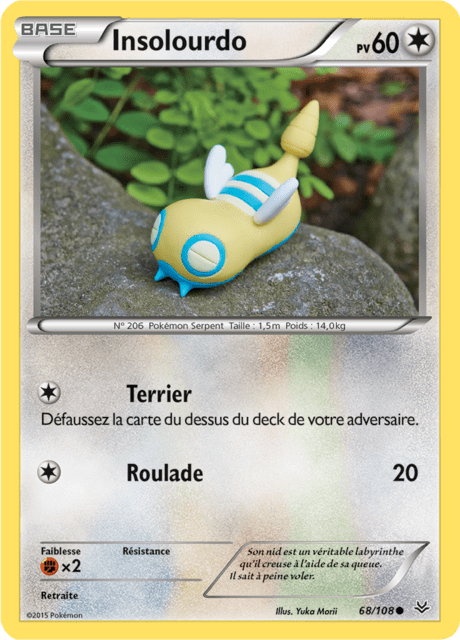 BASE
Insolourdo
PV 60
N° 206 Pokémon Serpent Taille : 1,5m Poids : 14,0kg
Terrier
Défaussez la carte du dessus du deck de votre adversaire.
Roulade 20
Faiblesse Résistance
×2
Retraite
Son nid est un véritable labyrinthe
qu'il creuse à l'aide de sa queue.
Il sait à peine voler.
©2015 Pokémon
Illus. Yuka Morii 68/108